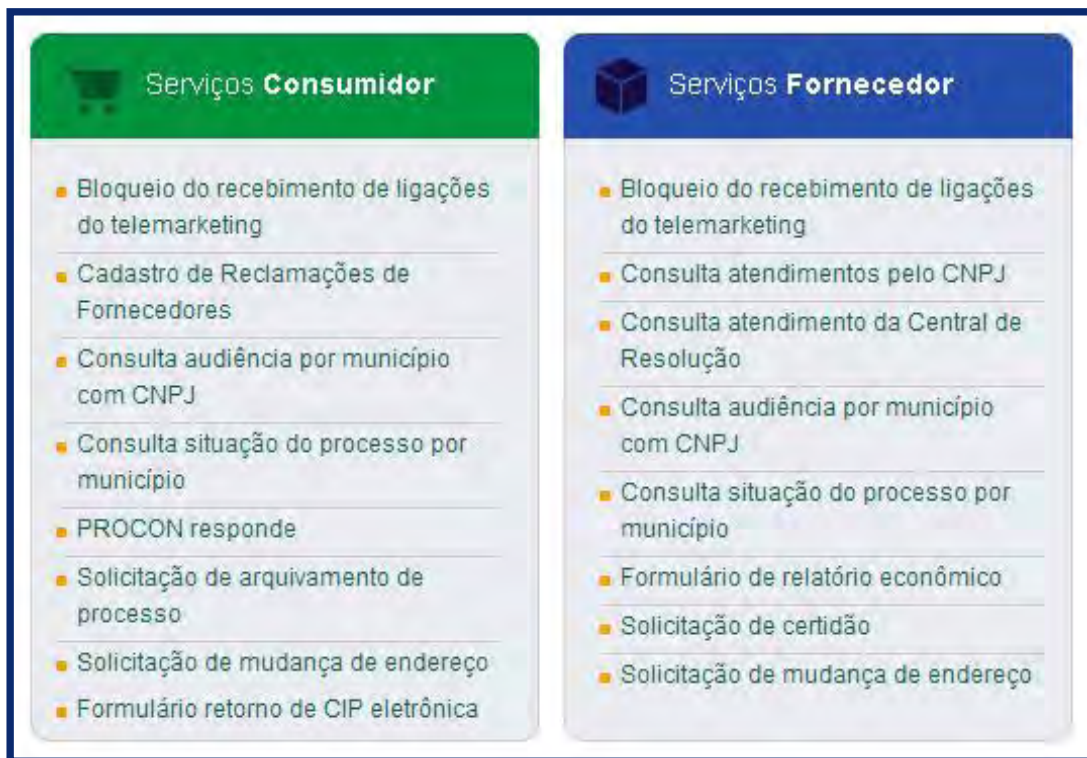 Serviços Consumidor
Bloqueio do recebimento de ligações
do telemarketing
Cadastro de Reclamações de
Fornecedores
Consulta audiência por município
com CNPJ
Consulta situação do processo por
município
PROCON responde
Solicitação de arquivamento de
processo
Solicitação de mudança de endereço
Formulário retorno de CIP eletrônica
Serviços Fornecedor
Bloqueio do recebimento de ligações
do telemarketing
Consulta atendimentos pelo CNPJ
Consulta atendimento da Central de
Resolução
Consulta audiência por município
com CNPJ
Consulta situação do processo por
município
Formulário de relatório econômico
Solicitação de certidão
Solicitação de mudança de endereço